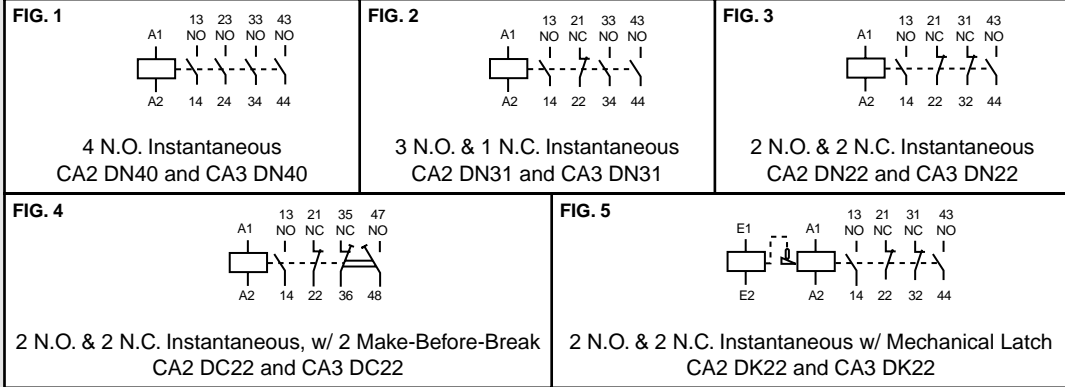 FIG. 1
13 23 33 43
A1 NO NO NO NO
A2 14 24 34 44
4 N.O. Instantaneous
CA2 DN40 and CA3 DN40
FIG. 2
13 21 33 43
A1 NO NC NO NO
A2 14 22 34 44
3 N.O. & 1 N.C. Instantaneous
CA2 DN31 and CA3 DN31
FIG. 3
13 21 31 43
A1 NO NC NC NO
A2 14 22 32 44
2 N.O. & 2 N.C. Instantaneous
CA2 DN22 and CA3 DN22
FIG. 4
13 21 35 47
A1 NO NC NC NO
A2 14 22 36 48
2 N.O. & 2 N.C. Instantaneous, w/ 2 Make-Before-Break
CA2 DC22 and CA3 DC22
FIG. 5
13 21 31 43
E1 A1 NO NC NC NO
E2 A2 14 22 32 44
2 N.O. & 2 N.C. Instantaneous w/ Mechanical Latch
CA2 DK22 and CA3 DK22